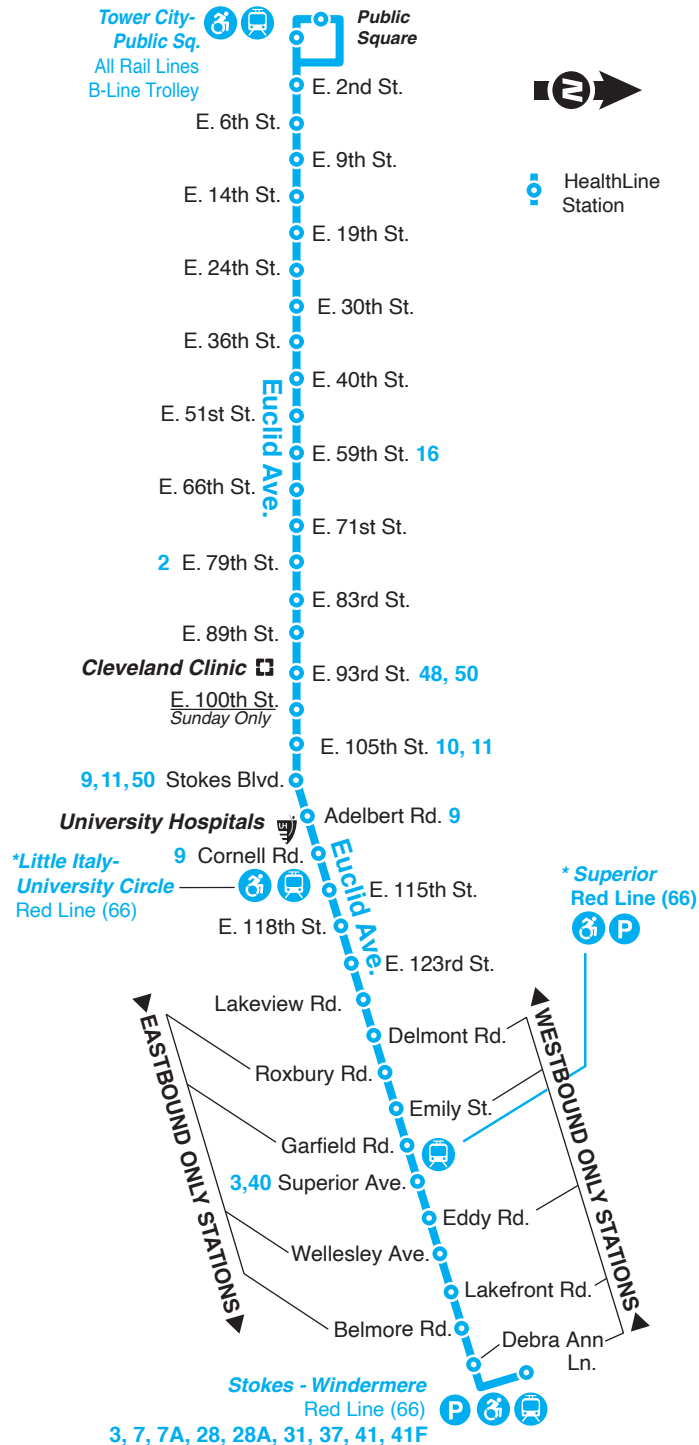 Tower City-
Public Sq.
All Rail Lines
B-Line Trolley
Public
Square
N
HealthLine
Station
E. 2nd St.
E. 6th St.
E. 9th St.
E. 14th St.
E. 19th St.
E. 24th St.
E. 30th St.
E. 36th St.
E. 40th St.
Euclid Ave.
E. 51st St.
E. 59th St. 16
E. 66th St.
E. 71st St.
2 E. 79th St.
E. 83rd St.
E. 89th St.
Cleveland Clinic
E. 93rd St. 48, 50
E. 100th St.
Sunday Only
E. 105th St. 10, 11
9,11,50 Stokes Blvd.
Adelbert Rd. 9
University Hospitals
UH
9 Cornell Rd.
Euclid Ave.
*Little Italy-
University Circle
Red Line (66)
E. 115th St.
E. 118th St.
E. 123rd St.
* Superior
Red Line (66)
P
Lakeview Rd.
Delmont Rd.
EASTBOUND ONLY STATIONS
WESTBOUND ONLY STATIONS
Roxbury Rd.
Emily St.
Garfield Rd.
3,40 Superior Ave.
Eddy Rd.
Wellesley Ave.
Lakefront Rd.
Belmore Rd.
Debra Ann
Ln.
Stokes - Windermere
Red Line (66)
P
3, 7, 7A, 28, 28A, 31, 37, 41, 41F